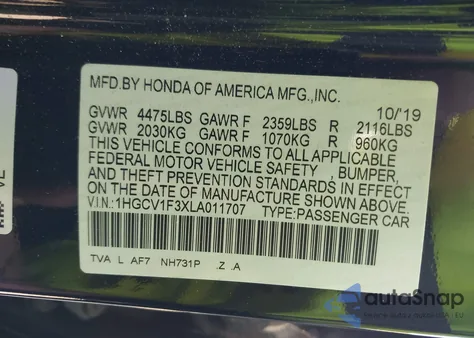 MFD.BY HONDA OF AMERICA MFG.,INC.
10/'19
GVWR 4475LBS GAWR F 2359LBS R 2116LBS
GVWR 2030KG GAWR F 1070KG R 960KG
THIS VEHICLE CONFORMS TO ALL APPLICABLE
FEDERAL MOTOR VEHICLE SAFETY , BUMPER,
AND THEFT PREVENTION STANDARDS IN EFFECT
ON THE DATE OF MANUFACTURE SHOWN ABOVE.
V.I.N.:1HGCV1F3XLA011707 TYPE:PASSENGER CAR
TVA L AF7 NH731P .Z .A
autoSnap